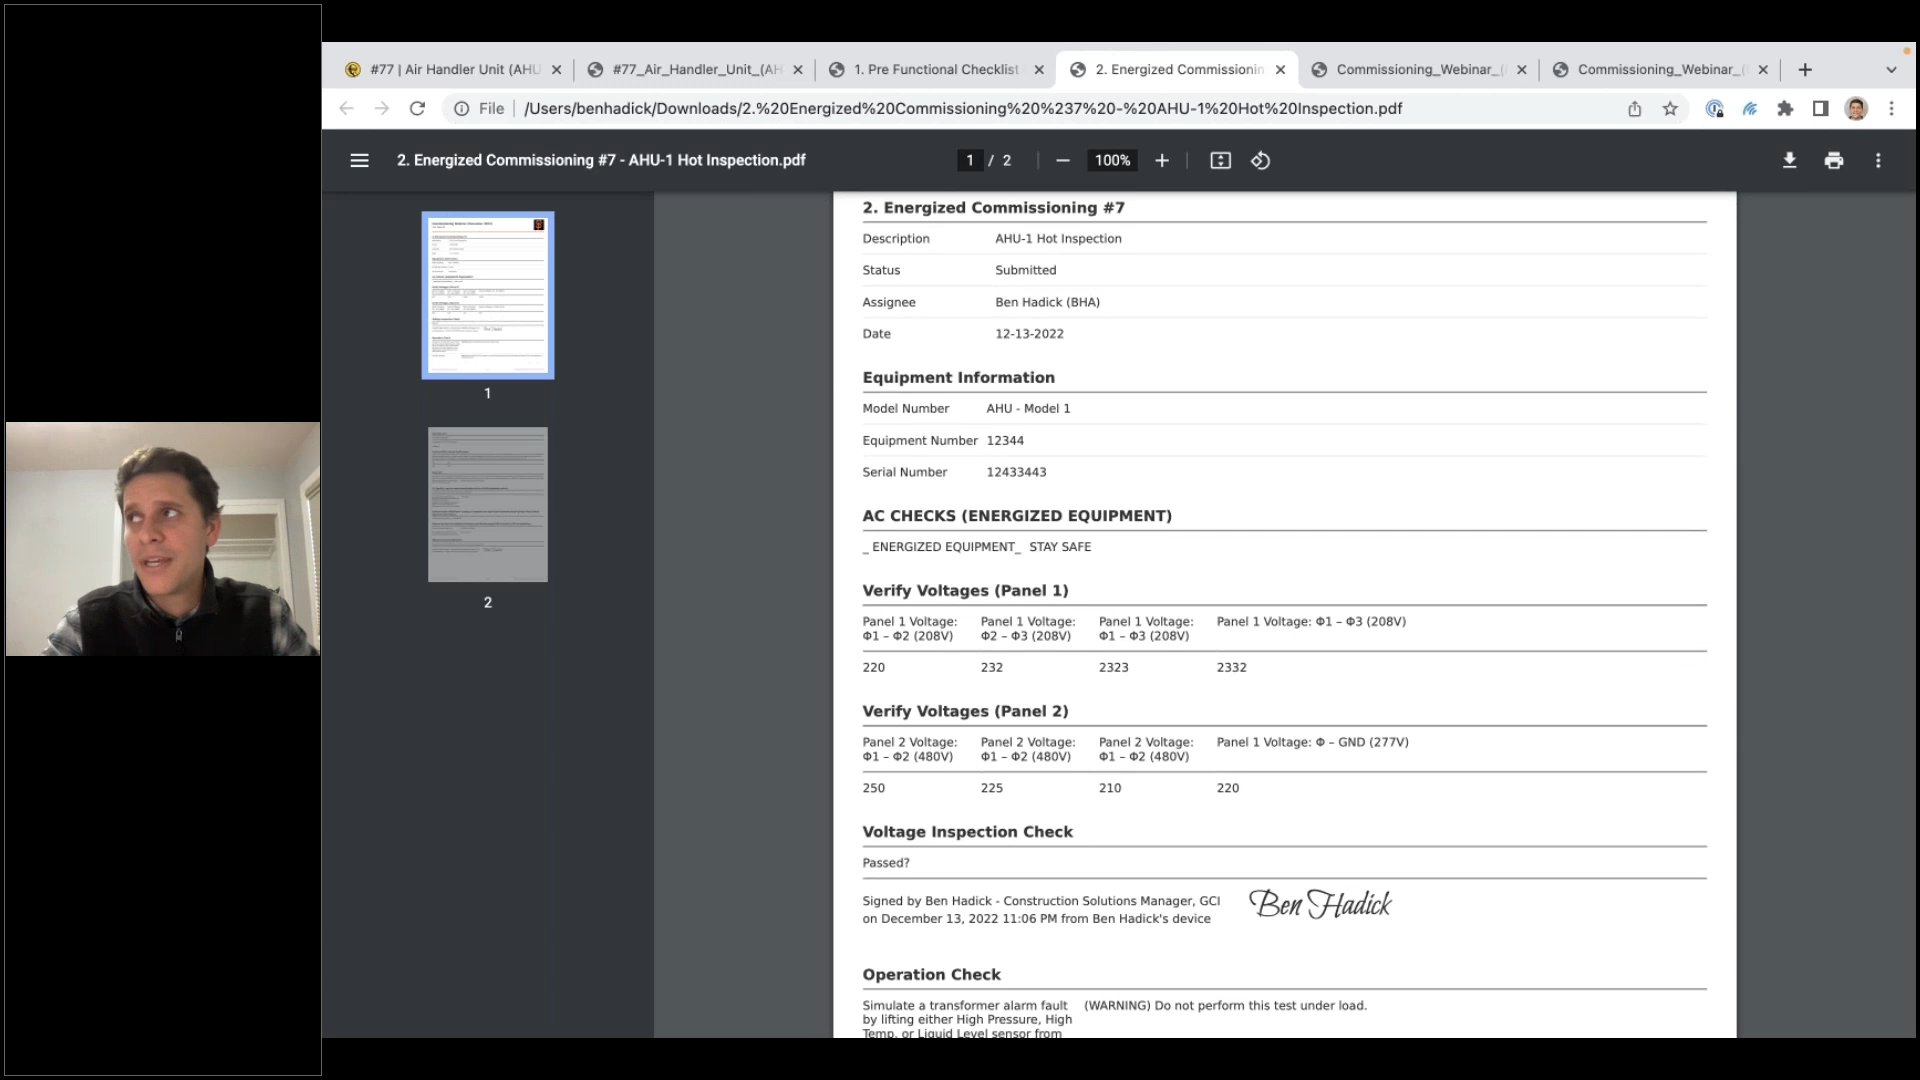 #77 | Air Handler Unit (AHU
#77_Air_Handler_Unit_(AH
1. Pre Functional Checklist
2. Energized Commissionin
Commissioning_Webinar_(
Commissioning_Webinar_(
File /Users/benhadick/Downloads/2.%20Energized%20Commissioning%20%237%20-%20AHU-1%20Hot%20Inspection.pdf
2. Energized Commissioning #7 - AHU-1 Hot Inspection.pdf
1 / 2
100%
1
2
2. Energized Commissioning #7
Description AHU-1 Hot Inspection
Status Submitted
Assignee Ben Hadick (BHA)
Date 12-13-2022
Equipment Information
Model Number AHU - Model 1
Equipment Number 12344
Serial Number 12433443
AC CHECKS (ENERGIZED EQUIPMENT)
_ ENERGIZED EQUIPMENT_ STAY SAFE
Verify Voltages (Panel 1)
Panel 1 Voltage: Panel 1 Voltage: Panel 1 Voltage: Panel 1 Voltage: Φ1 – Φ3 (208V)
Φ1 – Φ2 (208V) Φ2 – Φ3 (208V) Φ1 – Φ3 (208V)
220 232 2323 2332
Verify Voltages (Panel 2)
Panel 2 Voltage: Panel 2 Voltage: Panel 2 Voltage: Panel 1 Voltage: Φ – GND (277V)
Φ1 – Φ2 (480V) Φ1 – Φ2 (480V) Φ1 – Φ2 (480V)
250 225 210 220
Voltage Inspection Check
Passed?
Signed by Ben Hadick - Construction Solutions Manager, GCI
on December 13, 2022 11:06 PM from Ben Hadick's device
Ben Hadick
Operation Check
Simulate a transformer alarm fault (WARNING) Do not perform this test under load.
by lifting either High Pressure, High
Temp. or Liquid Level sensor from